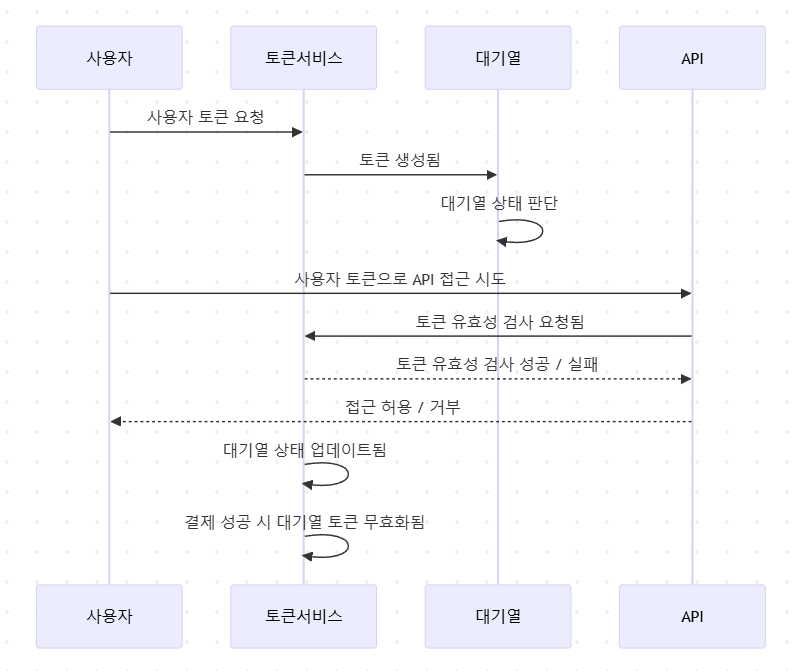 사용자
토큰서비스
대기열
API
사용자 토큰 요청
토큰 생성됨
대기열 상태 판단
사용자 토큰으로 API 접근 시도
토큰 유효성 검사 요청됨
토큰 유효성 검사 성공 / 실패
접근 허용 / 거부
대기열 상태 업데이트됨
결제 성공 시 대기열 토큰 무효화됨
사용자
토큰서비스
대기열
API